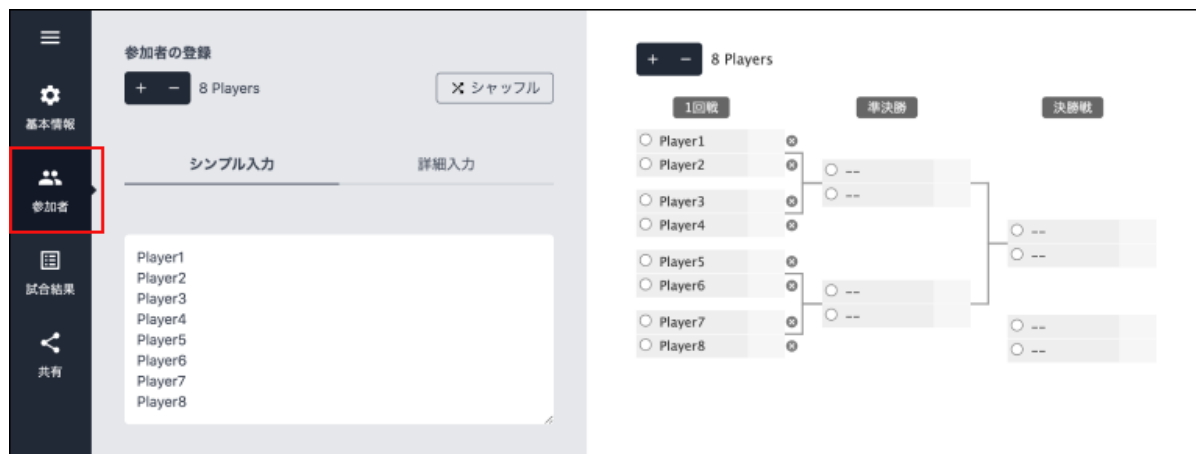 基本情報
参加者
試合結果
共有
参加者の登録
+ − 8 Players
シャッフル
シンプル入力
詳細入力
Player1
Player2
Player3
Player4
Player5
Player6
Player7
Player8
+ − 8 Players
1回戦
準決勝
決勝戦
Player1
Player2
Player3
Player4
Player5
Player6
Player7
Player8
--
--
--
--
--
--
--
--